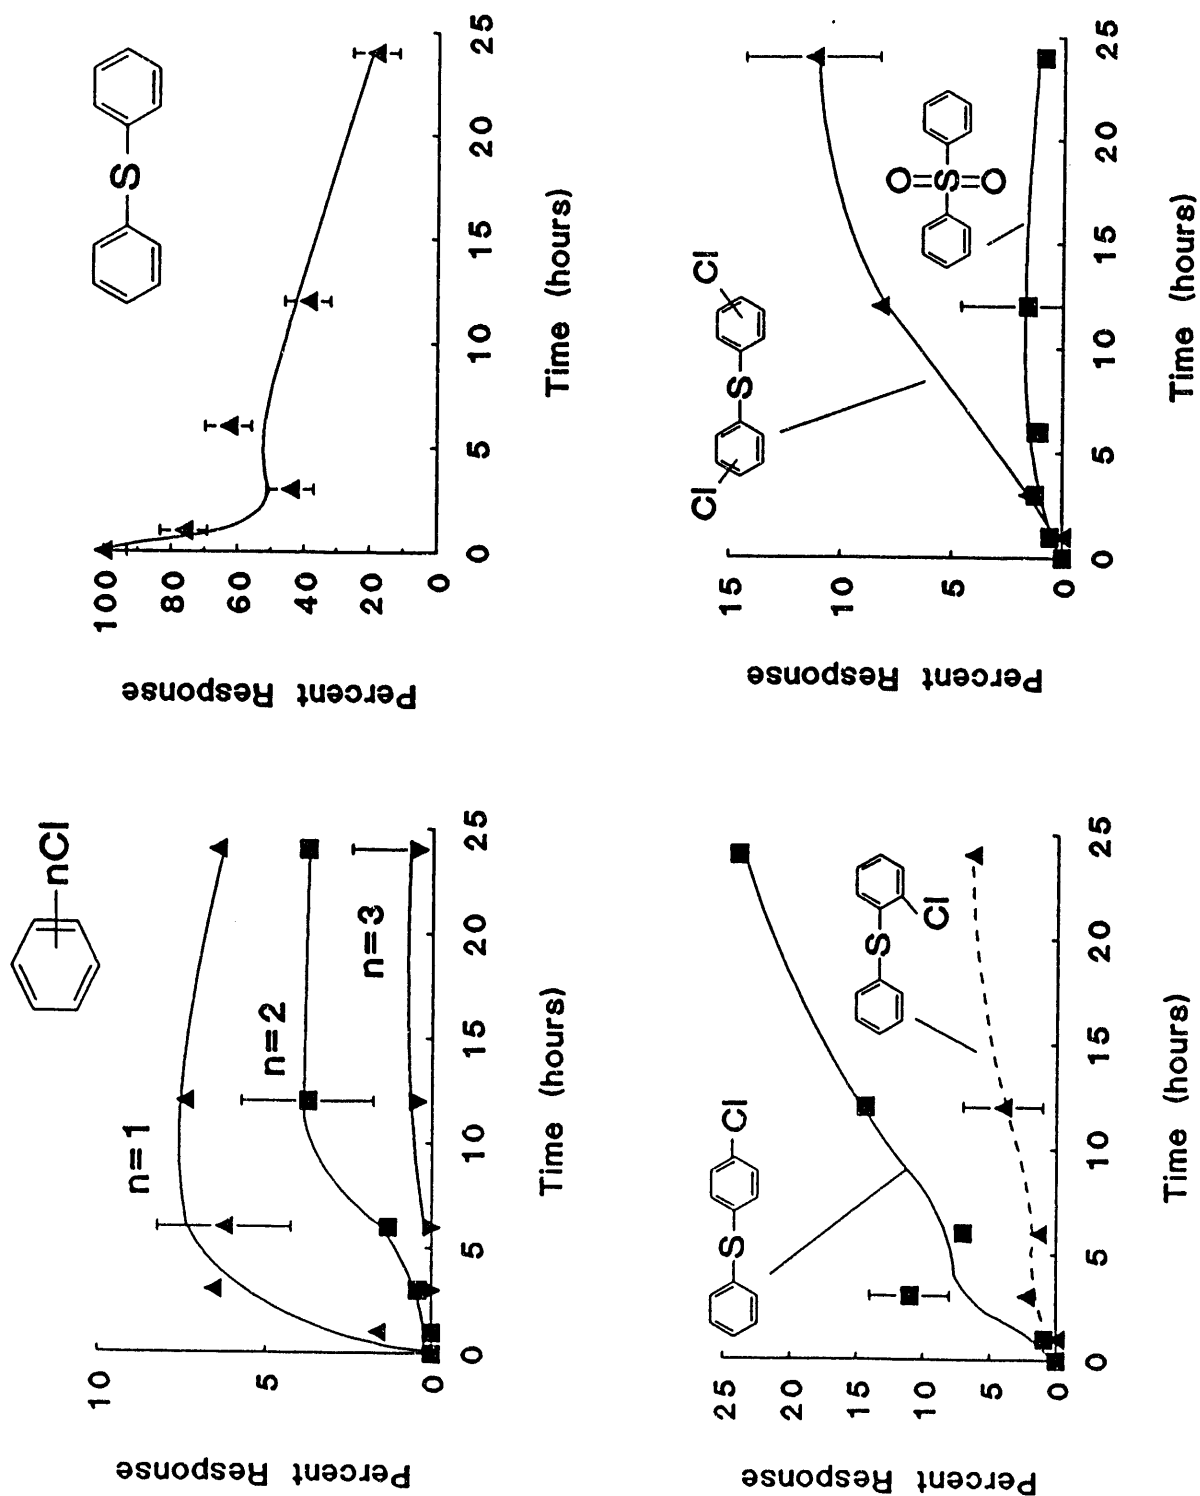 nCl
n=1
n=2
n=3
10
5
0
0 5 10 15 20 25
Percent Response
Time (hours)
S
100
80
60
40
20
0
0 5 10 15 20 25
Percent Response
Time (hours)
S Cl
S
Cl
25
20
15
10
5
0
0 5 10 15 20 25
Percent Response
Time (hours)
Cl S Cl
O=S=O
15
10
5
0
0 5 10 15 20 25
Percent Response
Time (hours)